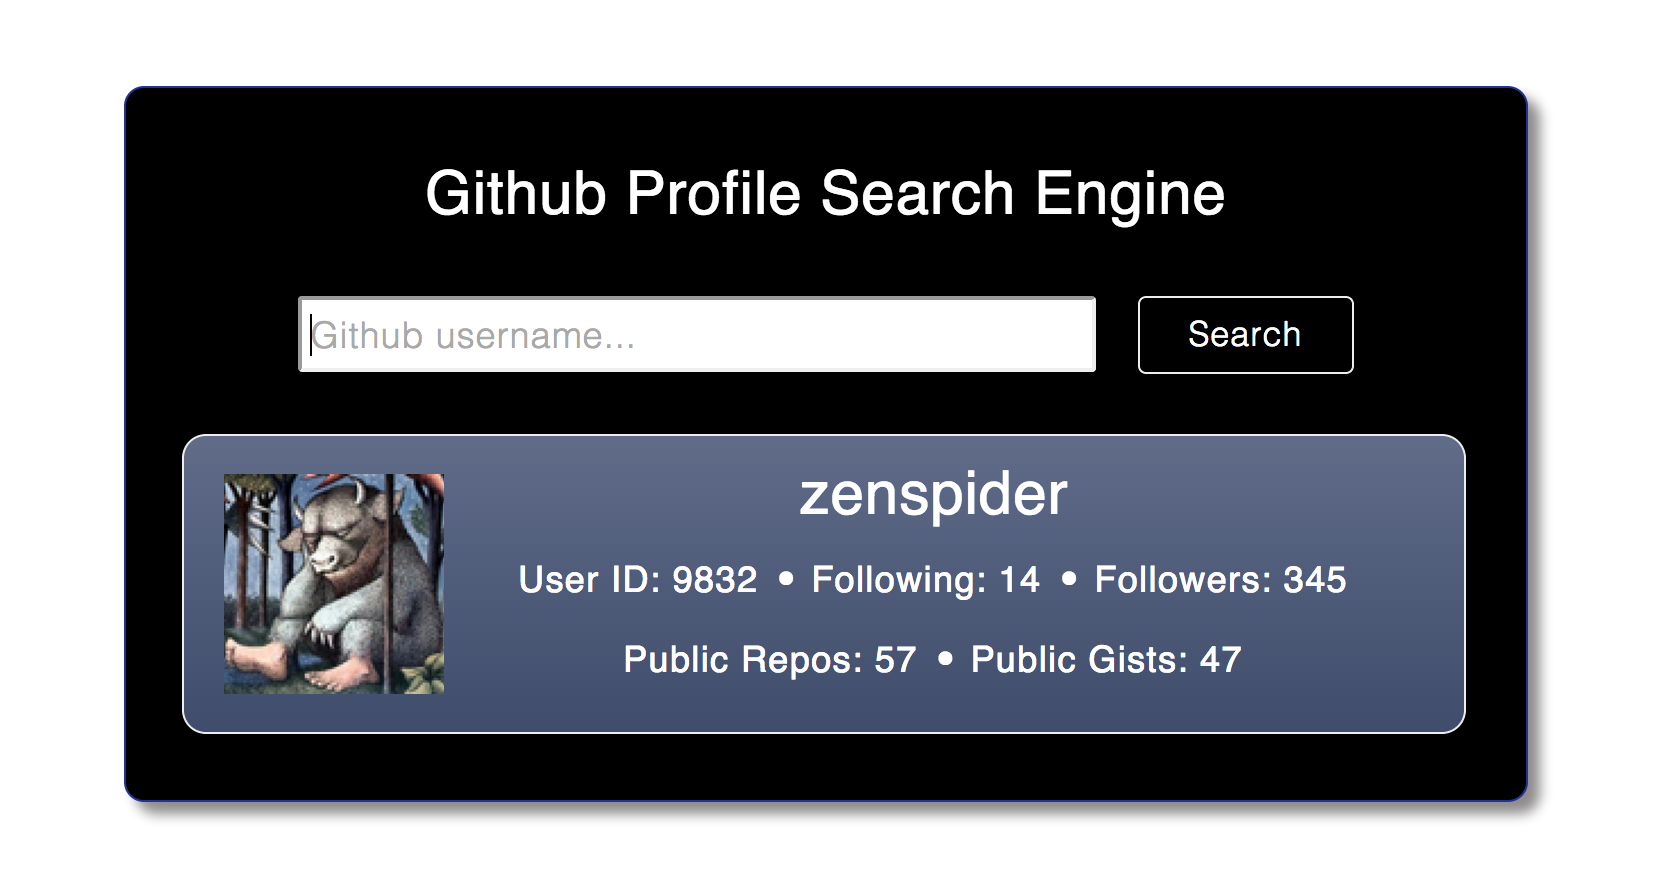 Github Profile Search Engine
Github username...
Search
zenspider
User ID: 9832 • Following: 14 • Followers: 345
Public Repos: 57 • Public Gists: 47